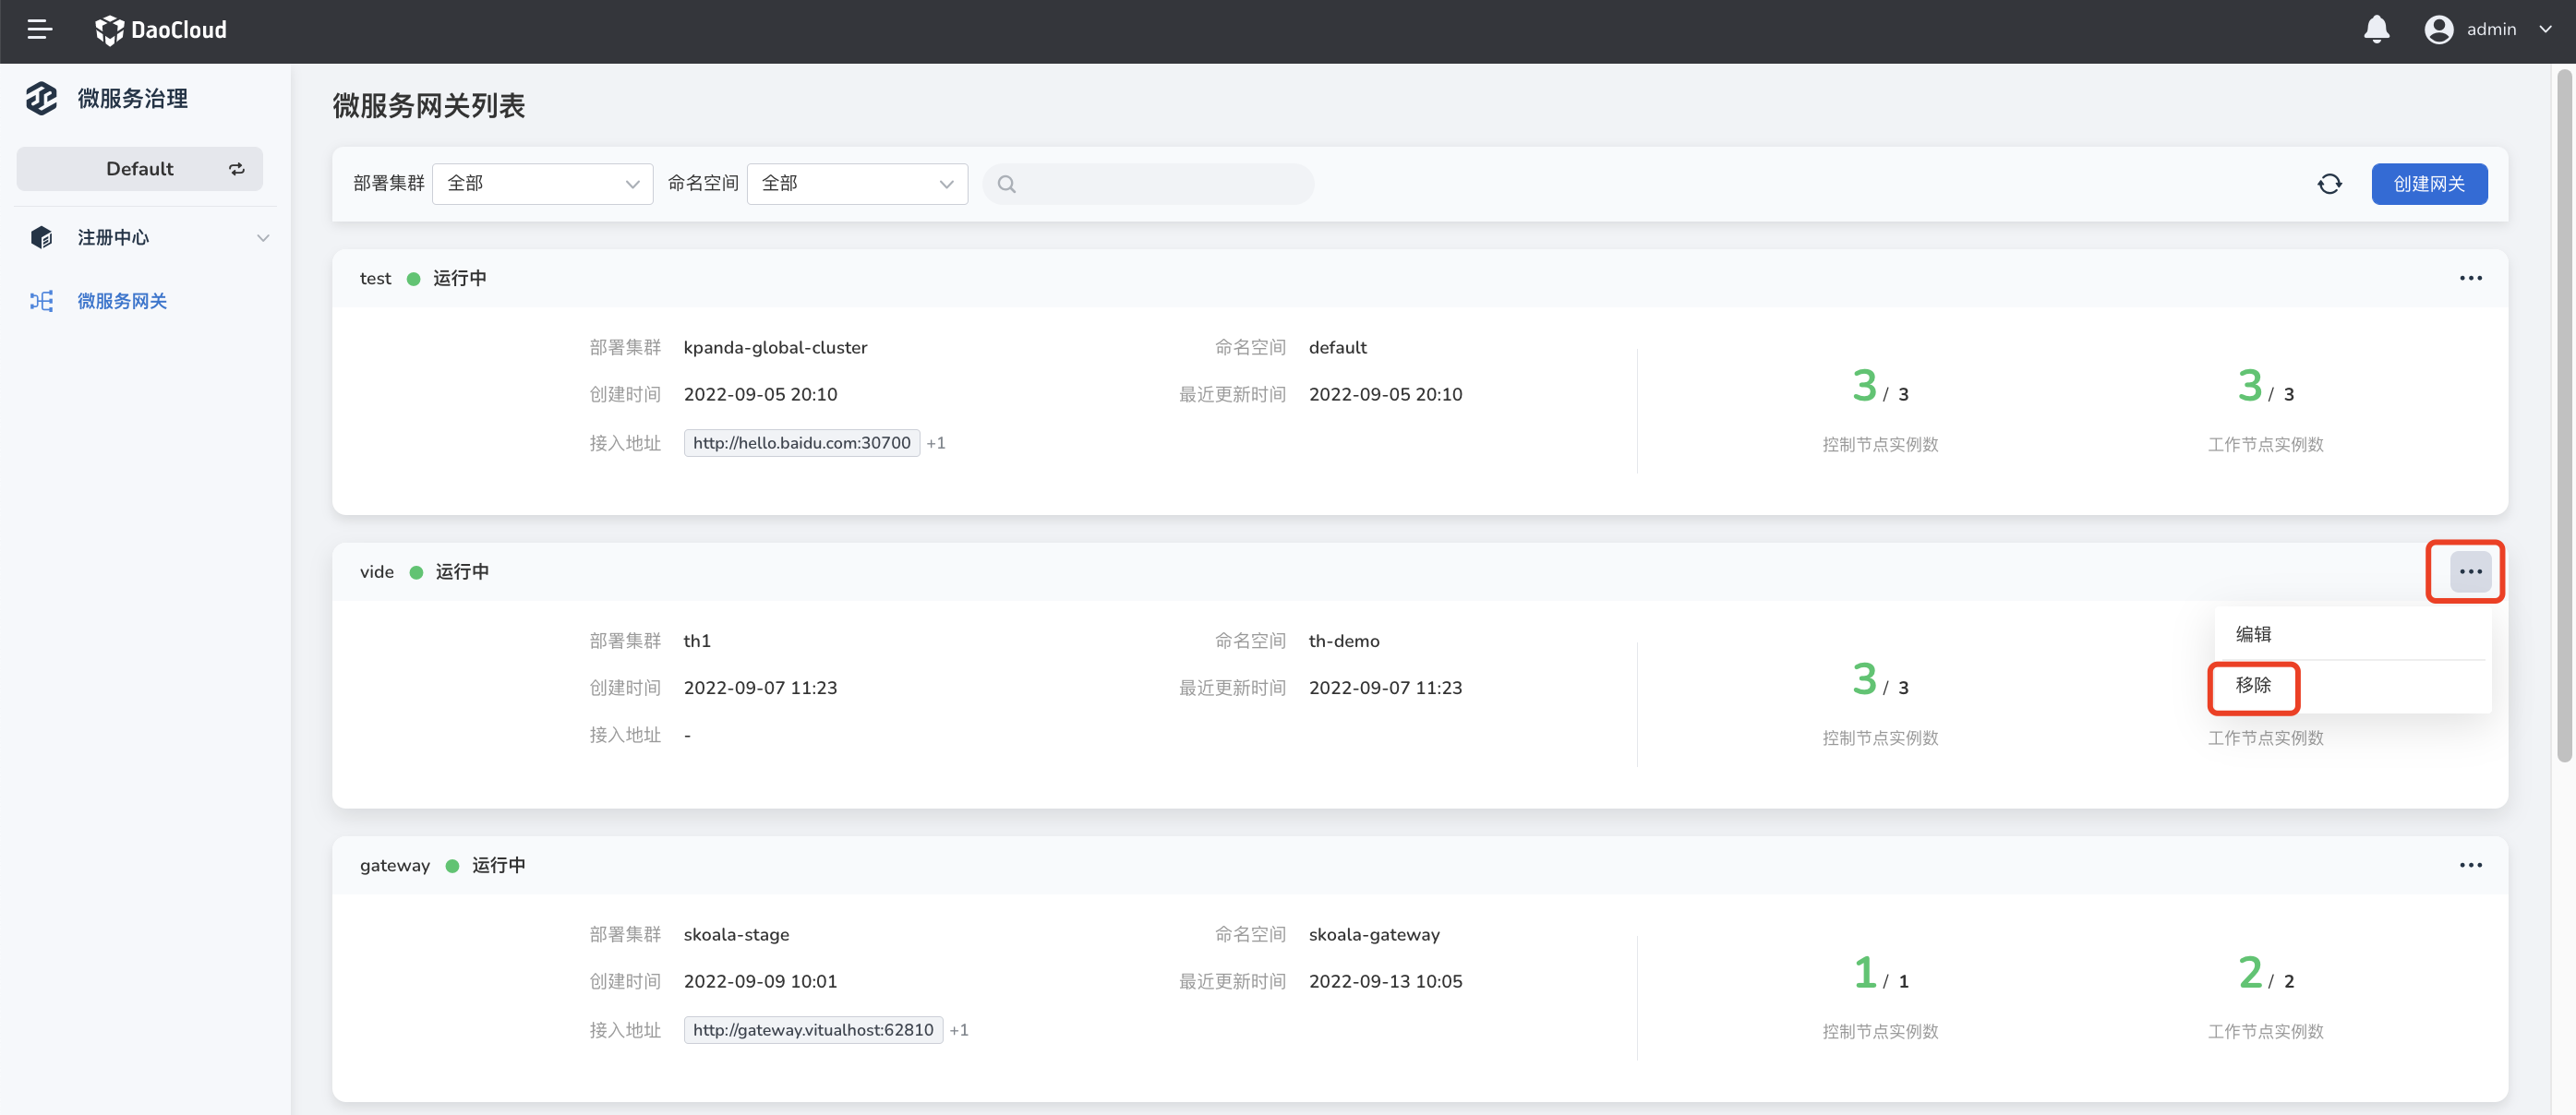 DaoCloud
admin
微服务治理
Default
注册中心
微服务网关
微服务网关列表
部署集群 全部 命名空间 全部
创建网关
test 运行中
部署集群 kpanda-global-cluster 命名空间 default
创建时间 2022-09-05 20:10 最近更新时间 2022-09-05 20:10
接入地址 http://hello.baidu.com:30700 +1
3 / 3 3 / 3
控制节点实例数 工作节点实例数
vide 运行中
编辑
移除
部署集群 th1 命名空间 th-demo
创建时间 2022-09-07 11:23 最近更新时间 2022-09-07 11:23
接入地址 -
3 / 3
控制节点实例数 工作节点实例数
gateway 运行中
部署集群 skoala-stage 命名空间 skoala-gateway
创建时间 2022-09-09 10:01 最近更新时间 2022-09-13 10:05
接入地址 http://gateway.vitualhost:62810 +1
1 / 1 2 / 2
控制节点实例数 工作节点实例数